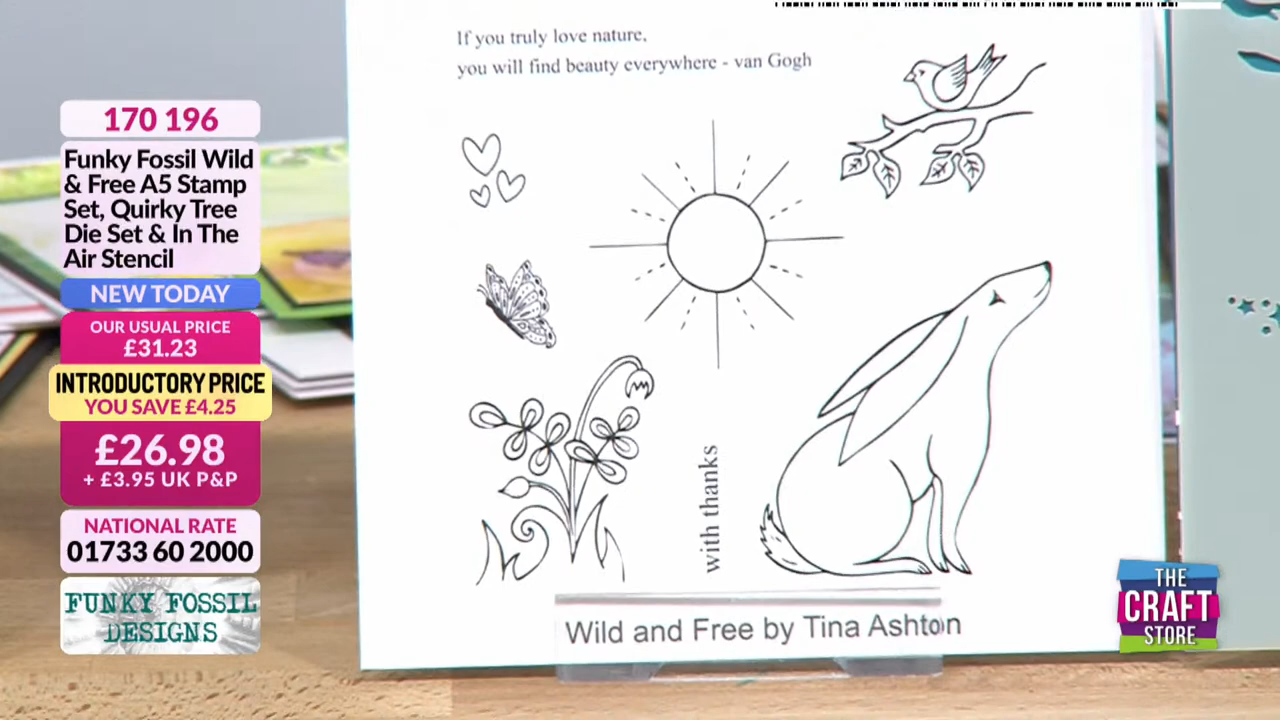 170 196
Funky Fossil Wild
& Free A5 Stamp
Set, Quirky Tree
Die Set & In The
Air Stencil
NEW TODAY
OUR USUAL PRICE
£31.23
INTRODUCTORY PRICE
YOU SAVE £4.25
£26.98
+ £3.95 UK P&P
NATIONAL RATE
01733 60 2000
FUNKY FOSSIL
DESIGNS
If you truly love nature,
you will find beauty everywhere - van Gogh
with thanks
Wild and Free by Tina Ashton
THE
CRAFT
STORE